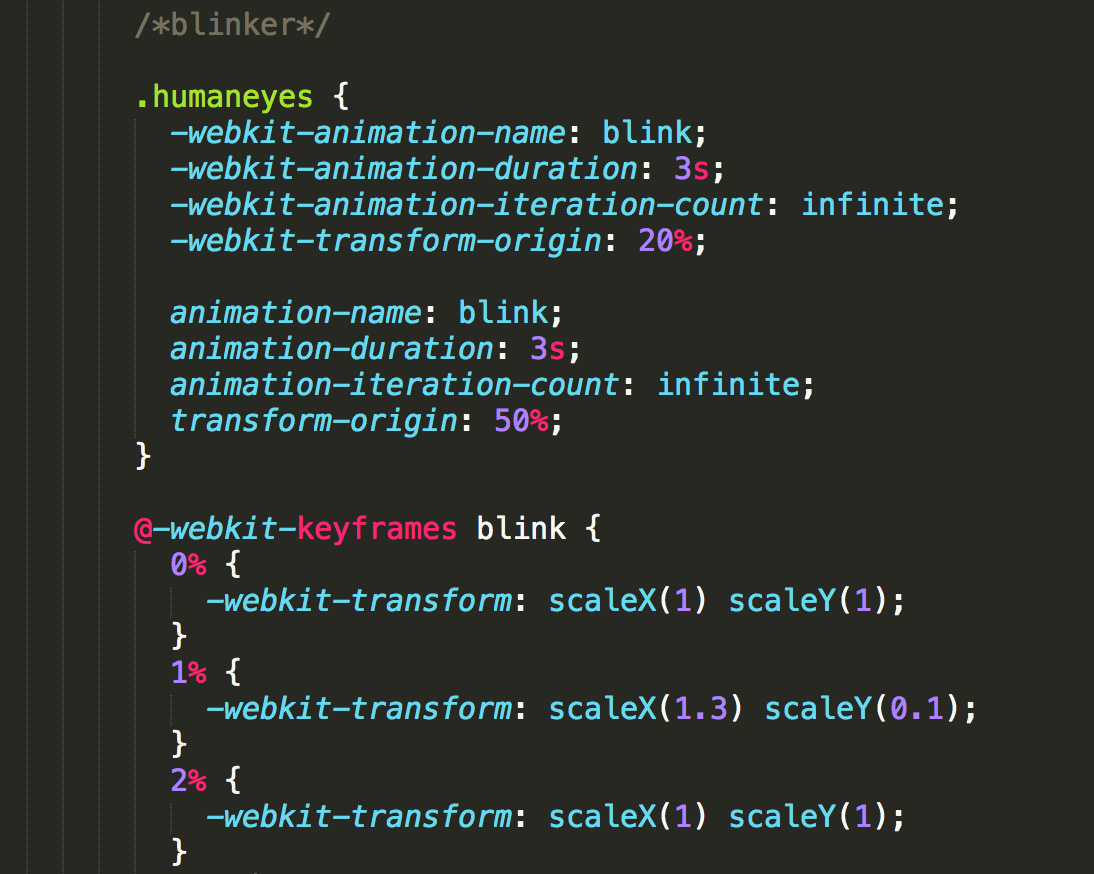 /*blinker*/
.humaneyes {
-webkit-animation-name: blink;
-webkit-animation-duration: 3s;
-webkit-animation-iteration-count: infinite;
-webkit-transform-origin: 20%;
animation-name: blink;
animation-duration: 3s;
animation-iteration-count: infinite;
transform-origin: 50%;
}
@-webkit-keyframes blink {
0% {
-webkit-transform: scaleX(1) scaleY(1);
}
1% {
-webkit-transform: scaleX(1.3) scaleY(0.1);
}
2% {
-webkit-transform: scaleX(1) scaleY(1);
}